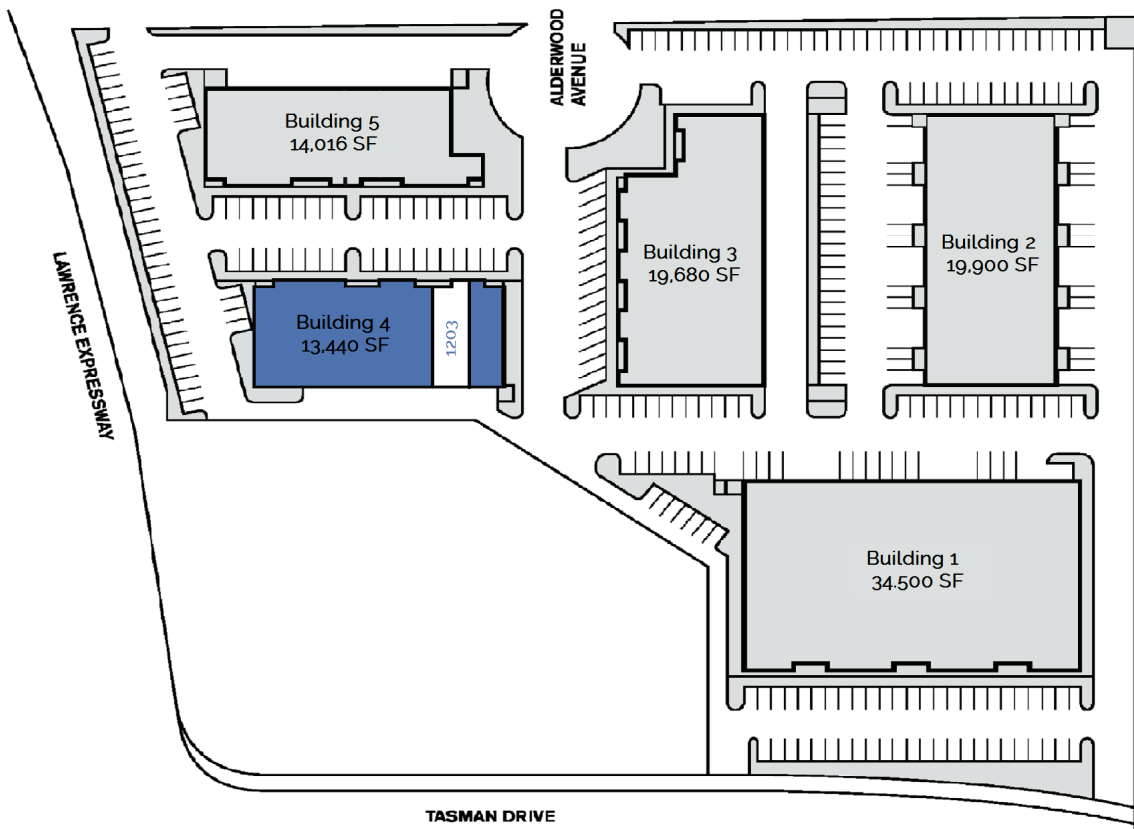 ALDERWOOD
AVENUE
Building 5
14,016 SF
Building 3
19,680 SF
Building 2
19,900 SF
LAWRENCE EXPRESSWAY
Building 4
13,440 SF
1203
Building 1
34.500 SF
TASMAN DRIVE